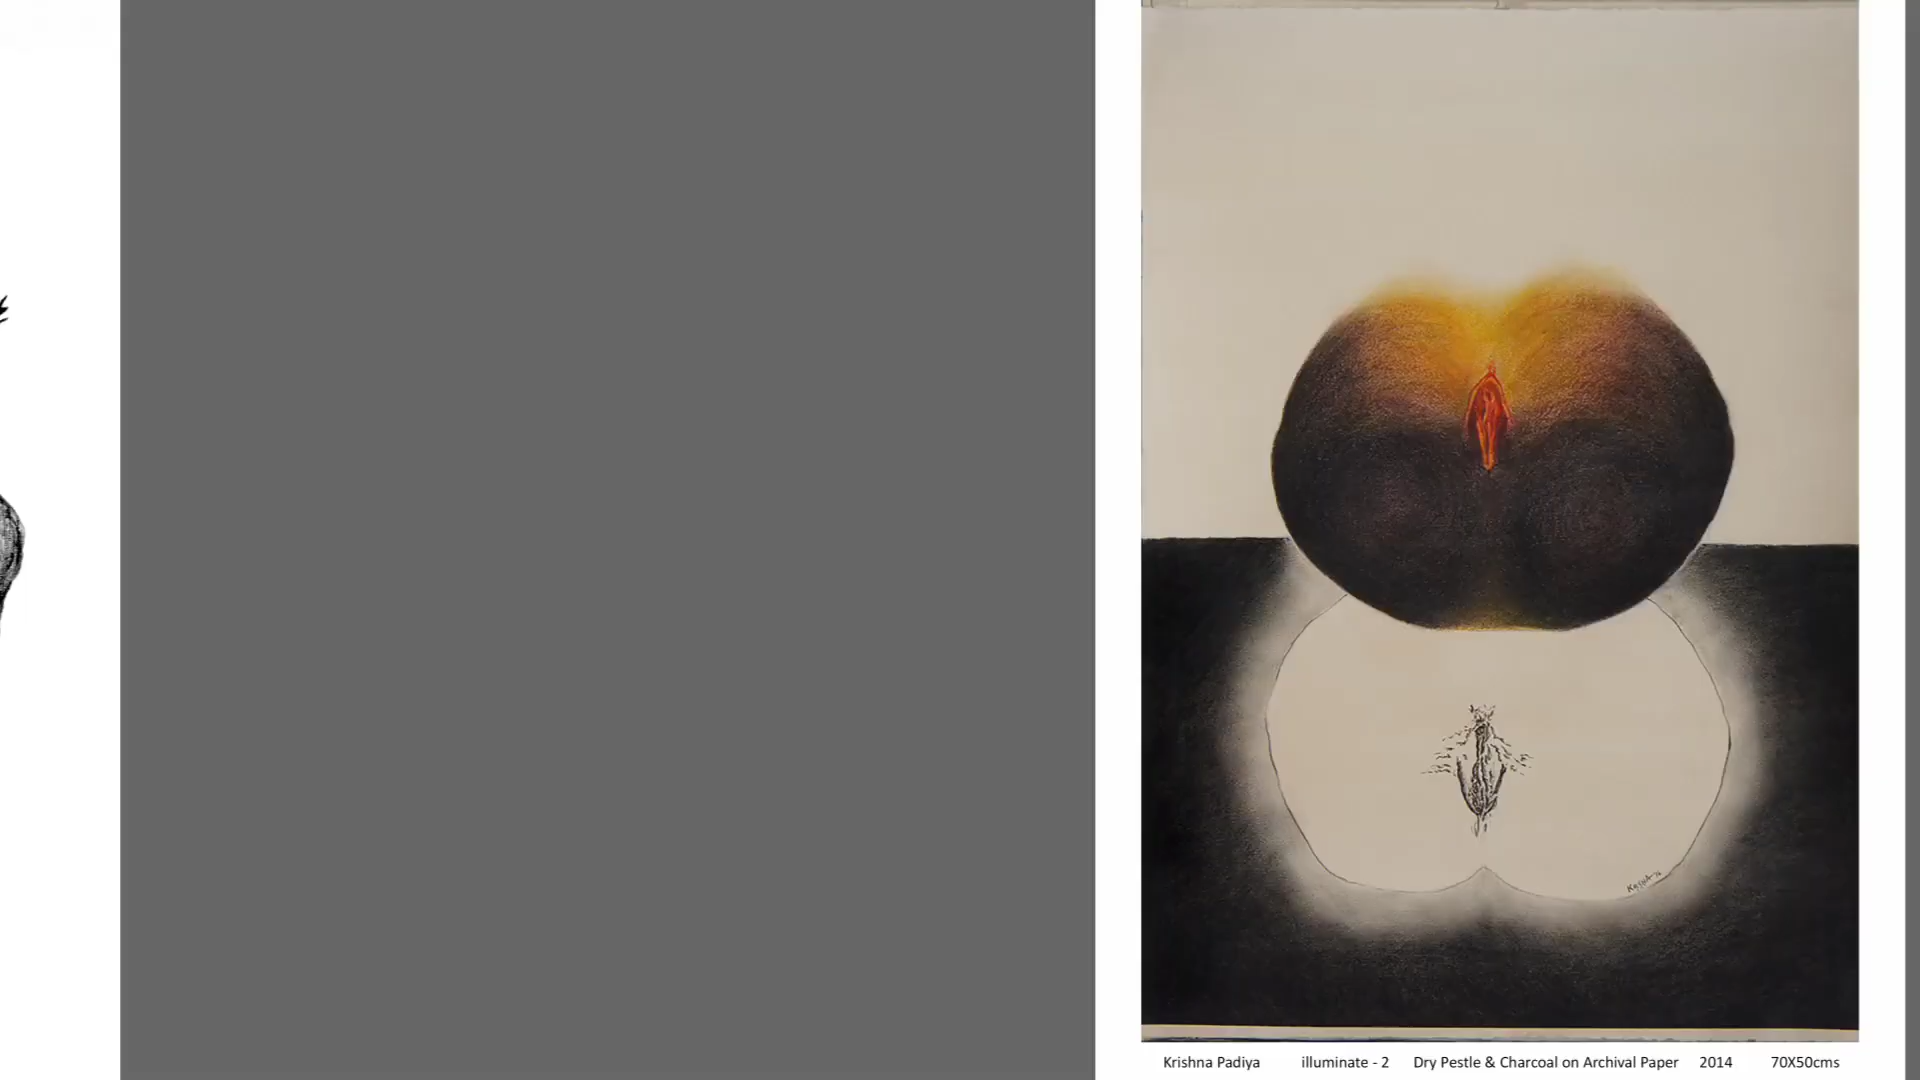 Krishna Padiya illuminate - 2 Dry Pestle & Charcoal on Archival Paper 2014 70X50cms